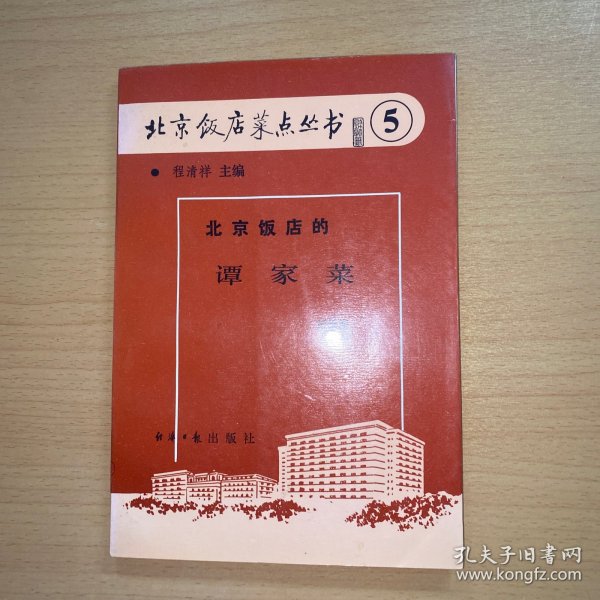 北京饭店菜点丛书 5
• 程清祥 主编
北京饭店的
谭家菜
经济日报出版社
孔夫子旧书网
www.kongfz.com